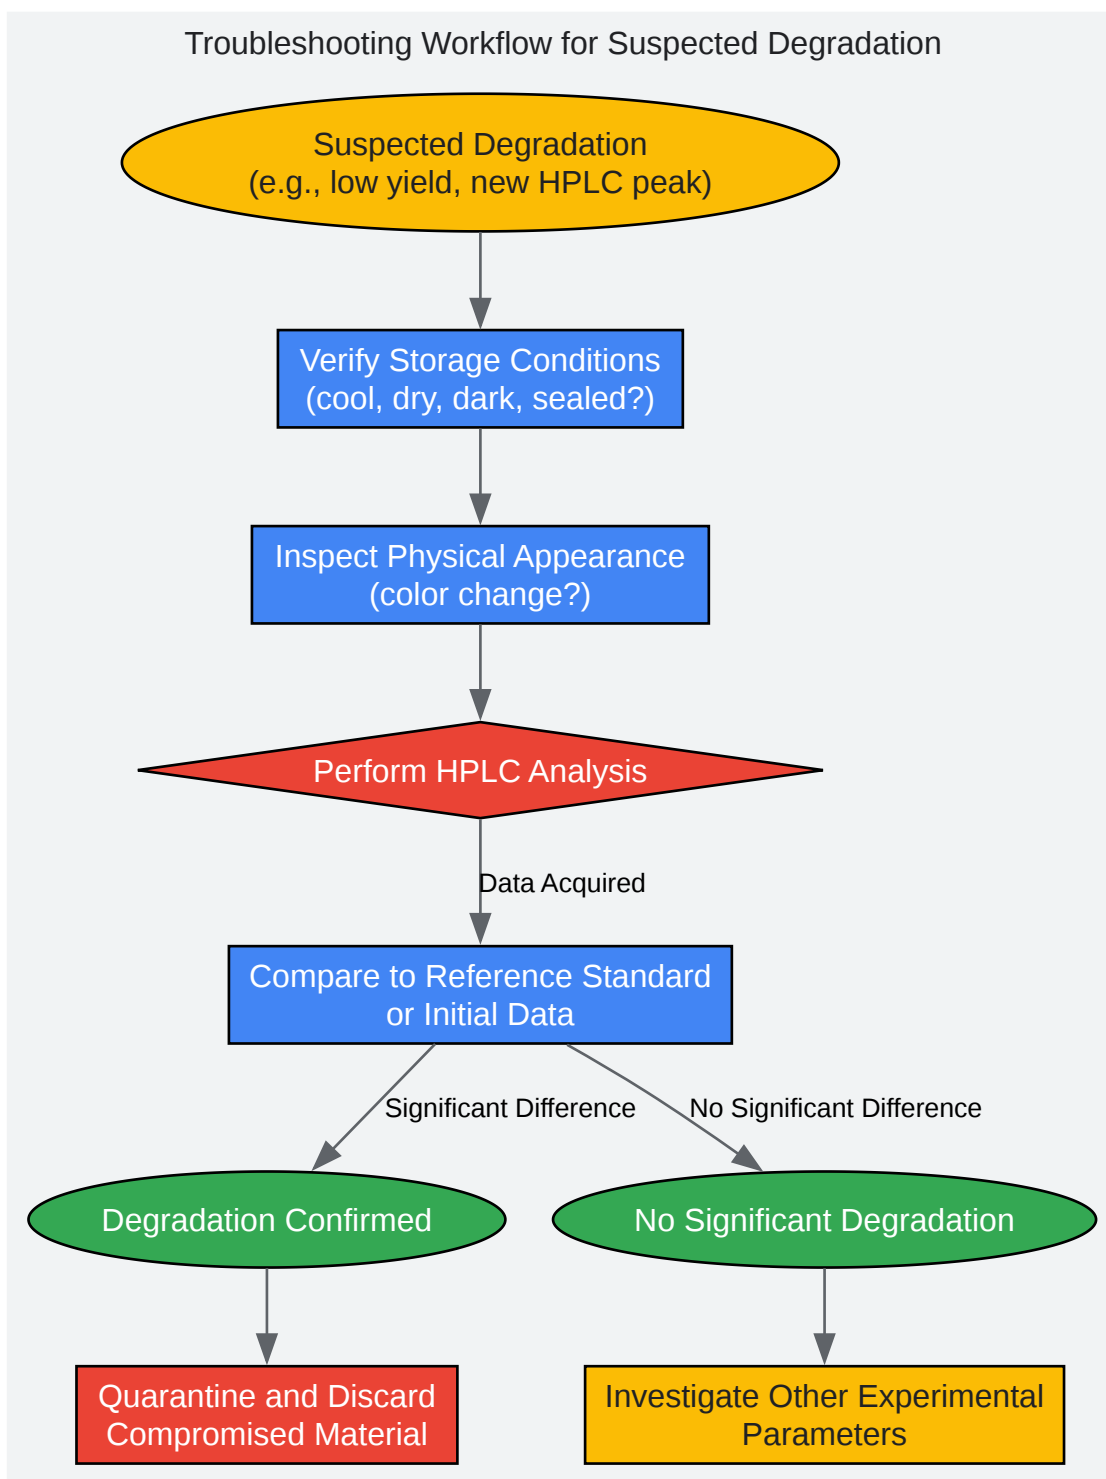 Troubleshooting Workflow for Suspected Degradation
Suspected Degradation
(e.g., low yield, new HPLC peak)
Verify Storage Conditions
(cool, dry, dark, sealed?)
Inspect Physical Appearance
(color change?)
Perform HPLC Analysis
Data Acquired
Compare to Reference Standard
or Initial Data
Significant Difference
No Significant Difference
Degradation Confirmed
No Significant Degradation
Quarantine and Discard
Compromised Material
Investigate Other Experimental
Parameters